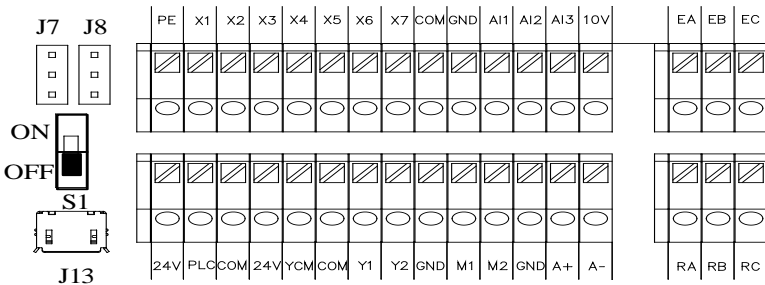 J7 J8
PE X1 X2 X3 X4 X5 X6 X7 COM GND AI1 AI2 AI3 10V EA EB EC
ON
OFF
S1
J13
24V PLC COM 24V YCM COM Y1 Y2 GND M1 M2 GND A+ A- RA RB RC